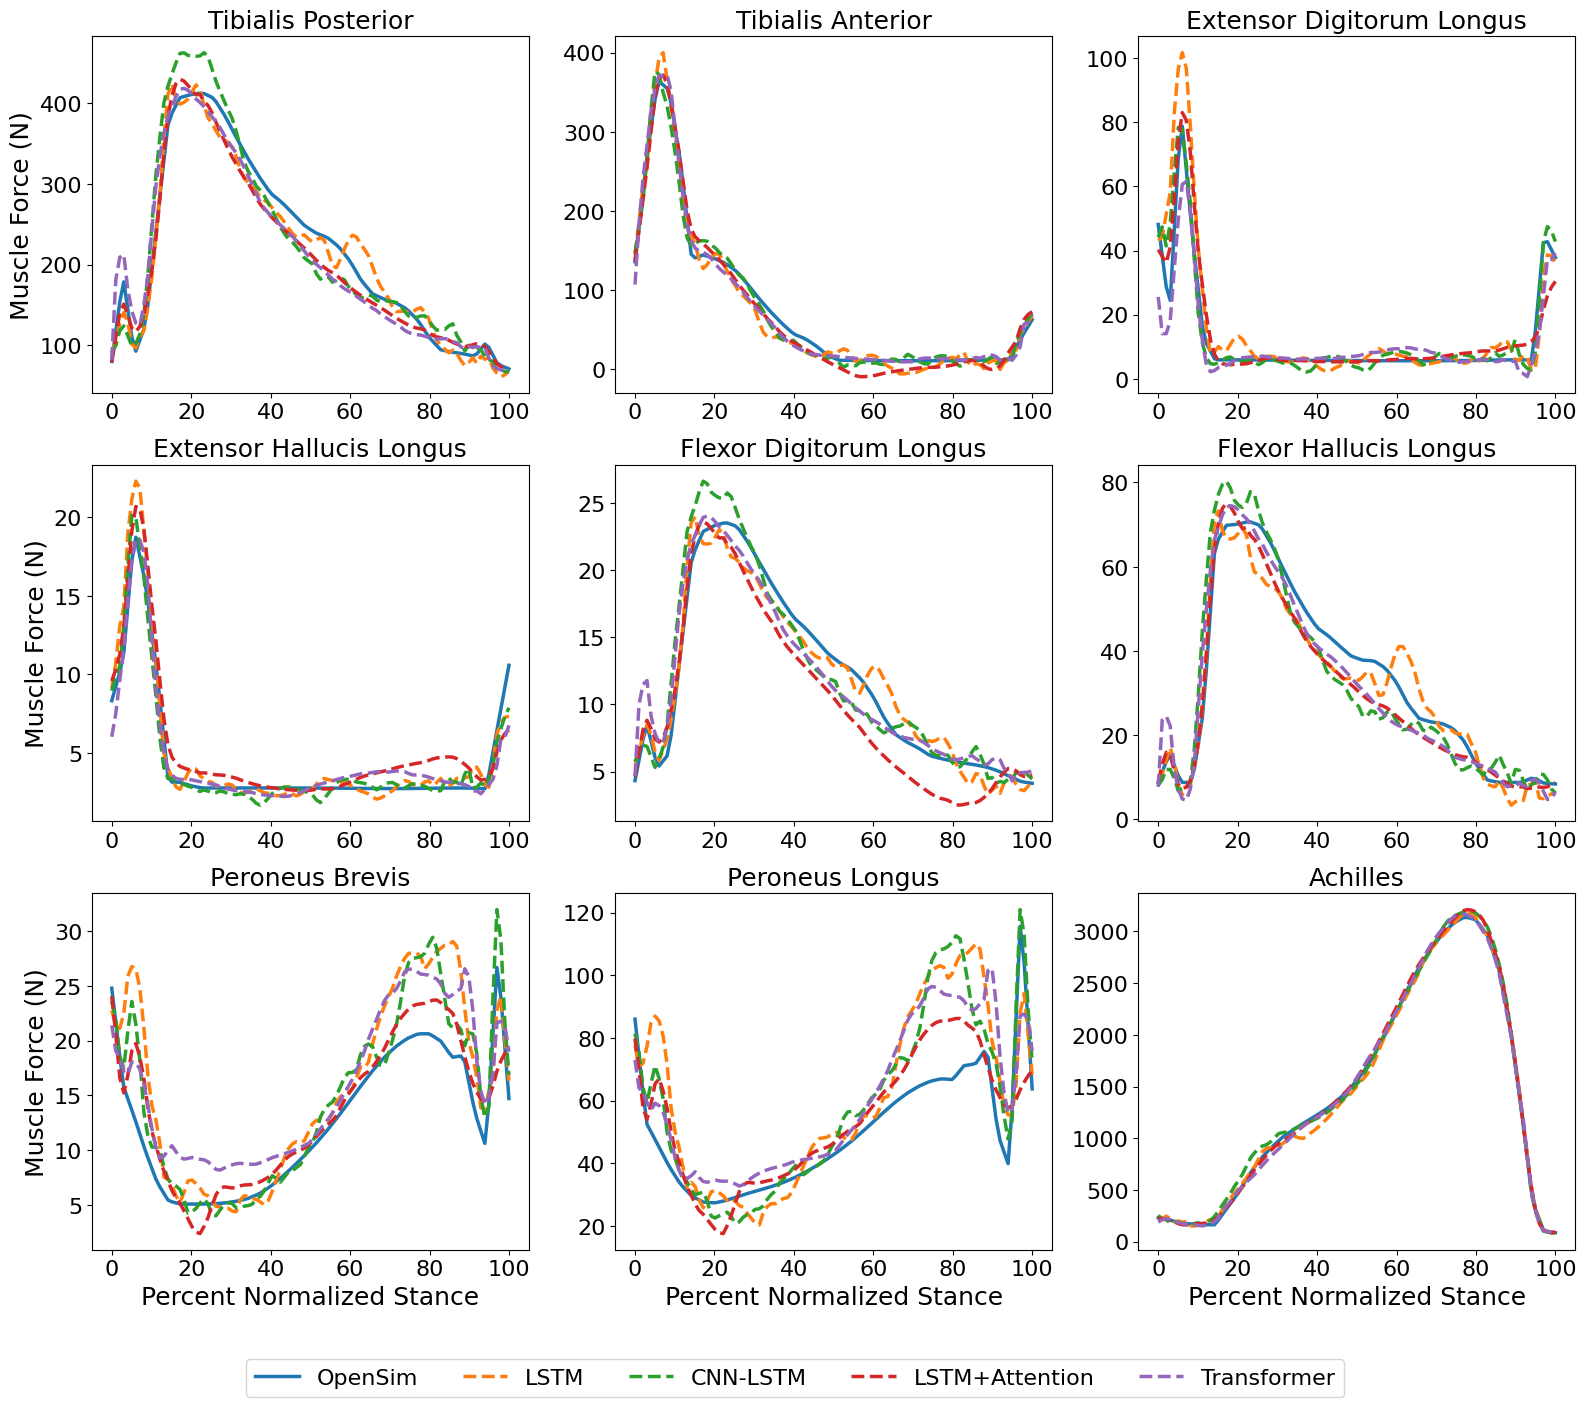 Tibialis Posterior
Tibialis Anterior
Extensor Digitorum Longus
Muscle Force (N)
400
300
200
100
0 20 40 60 80 100
400
300
200
100
0
0 20 40 60 80 100
100
80
60
40
20
0
0 20 40 60 80 100
Extensor Hallucis Longus
Flexor Digitorum Longus
Flexor Hallucis Longus
Muscle Force (N)
20
15
10
5
0 20 40 60 80 100
25
20
15
10
5
0 20 40 60 80 100
80
60
40
20
0
0 20 40 60 80 100
Peroneus Brevis
Peroneus Longus
Achilles
Muscle Force (N)
30
25
20
15
10
5
0 20 40 60 80 100
Percent Normalized Stance
120
100
80
60
40
20
0 20 40 60 80 100
Percent Normalized Stance
3000
2500
2000
1500
1000
500
0
0 20 40 60 80 100
Percent Normalized Stance
OpenSim LSTM CNN-LSTM LSTM+Attention Transformer